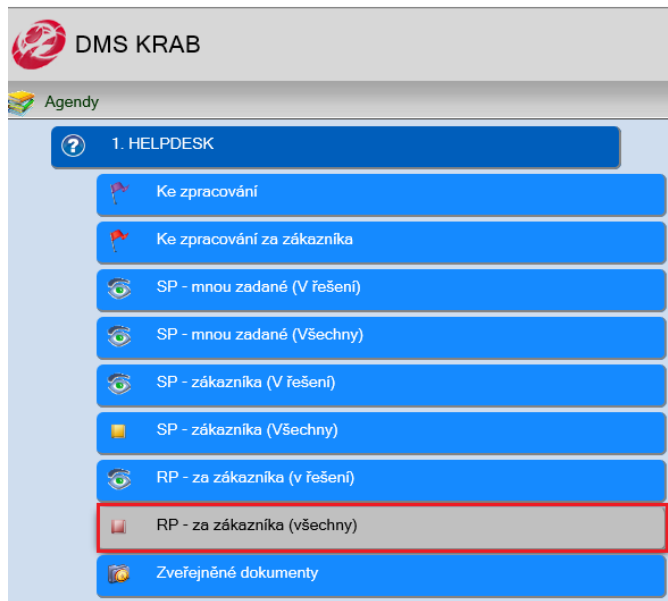 DMS KRAB
Agendy
1. HELPDESK
Ke zpracování
Ke zpracování za zákazníka
SP - mnou zadané (V řešení)
SP - mnou zadané (Všechny)
SP - zákazníka (V řešení)
SP - zákazníka (Všechny)
RP - za zákazníka (v řešení)
RP - za zákazníka (všechny)
Zveřejněné dokumenty